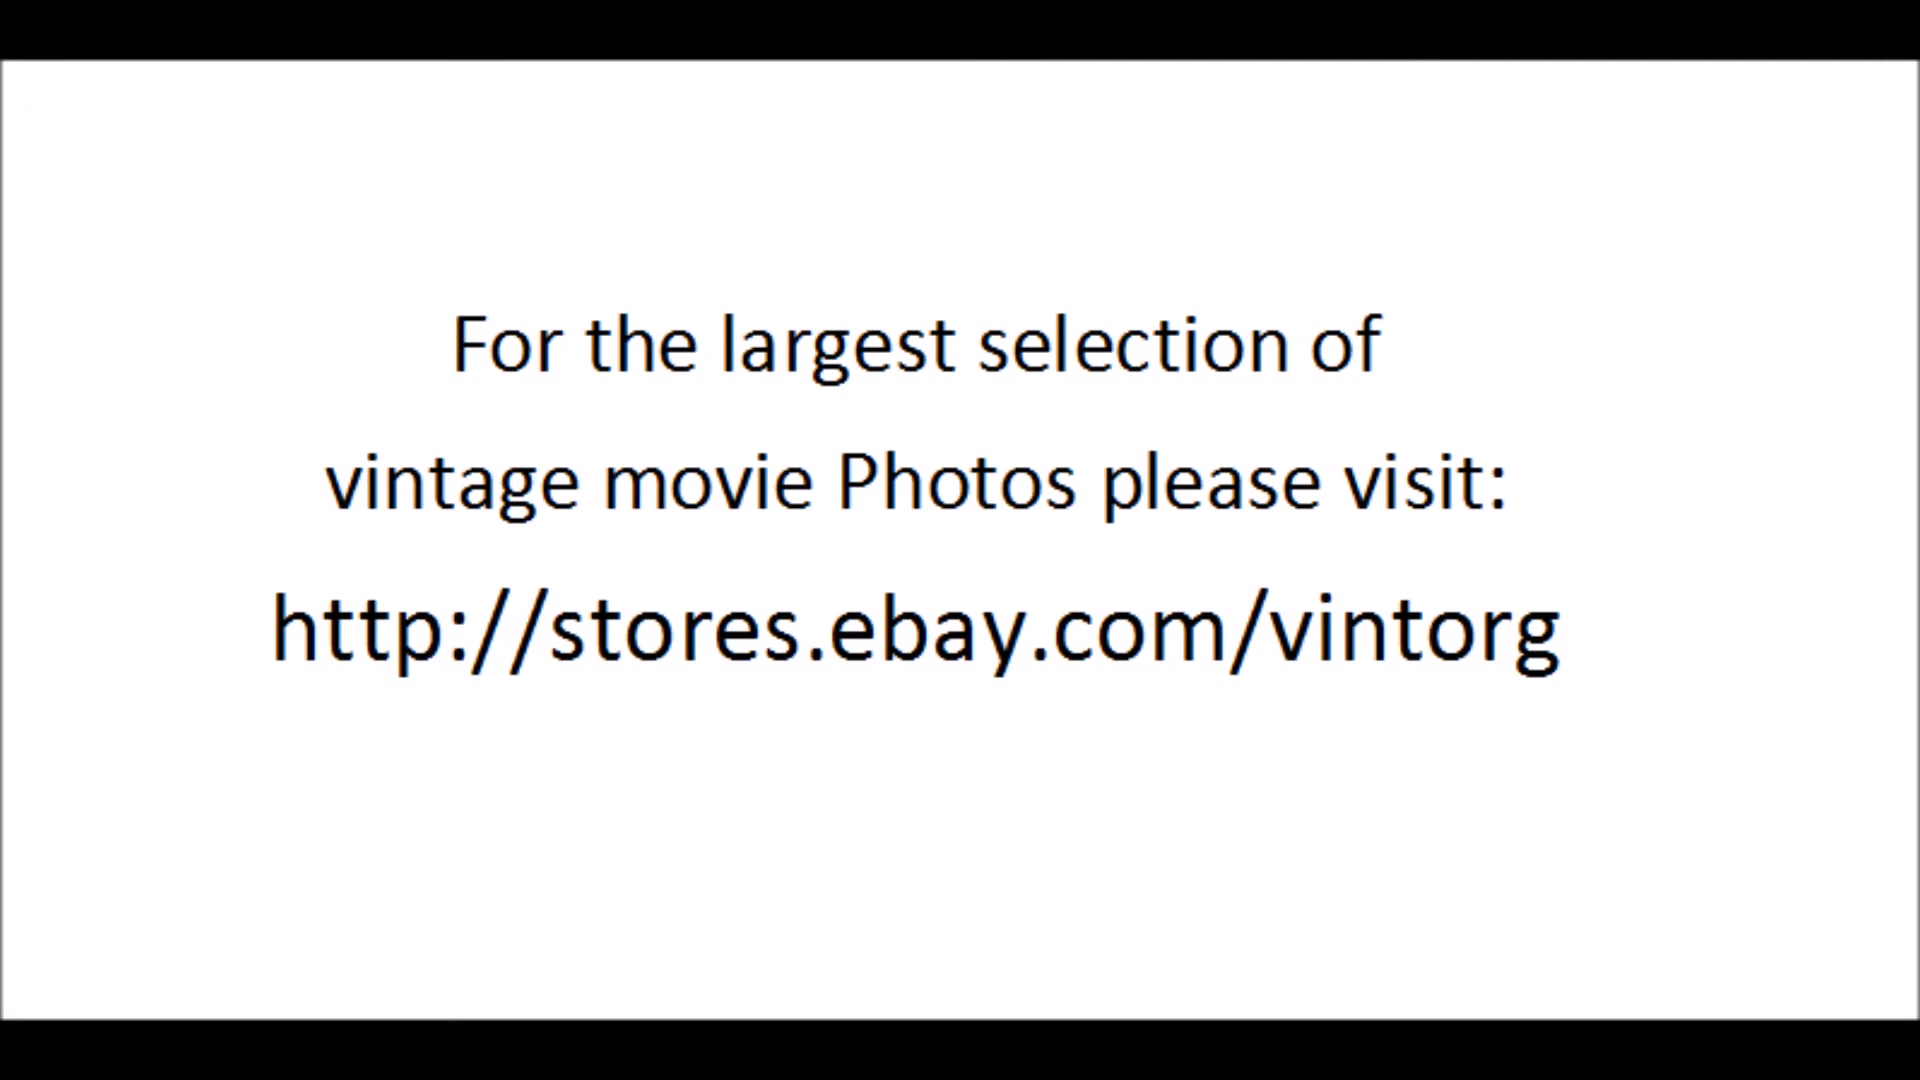 For the largest selection of
vintage movie Photos please visit:
http://stores.ebay.com/vintorg